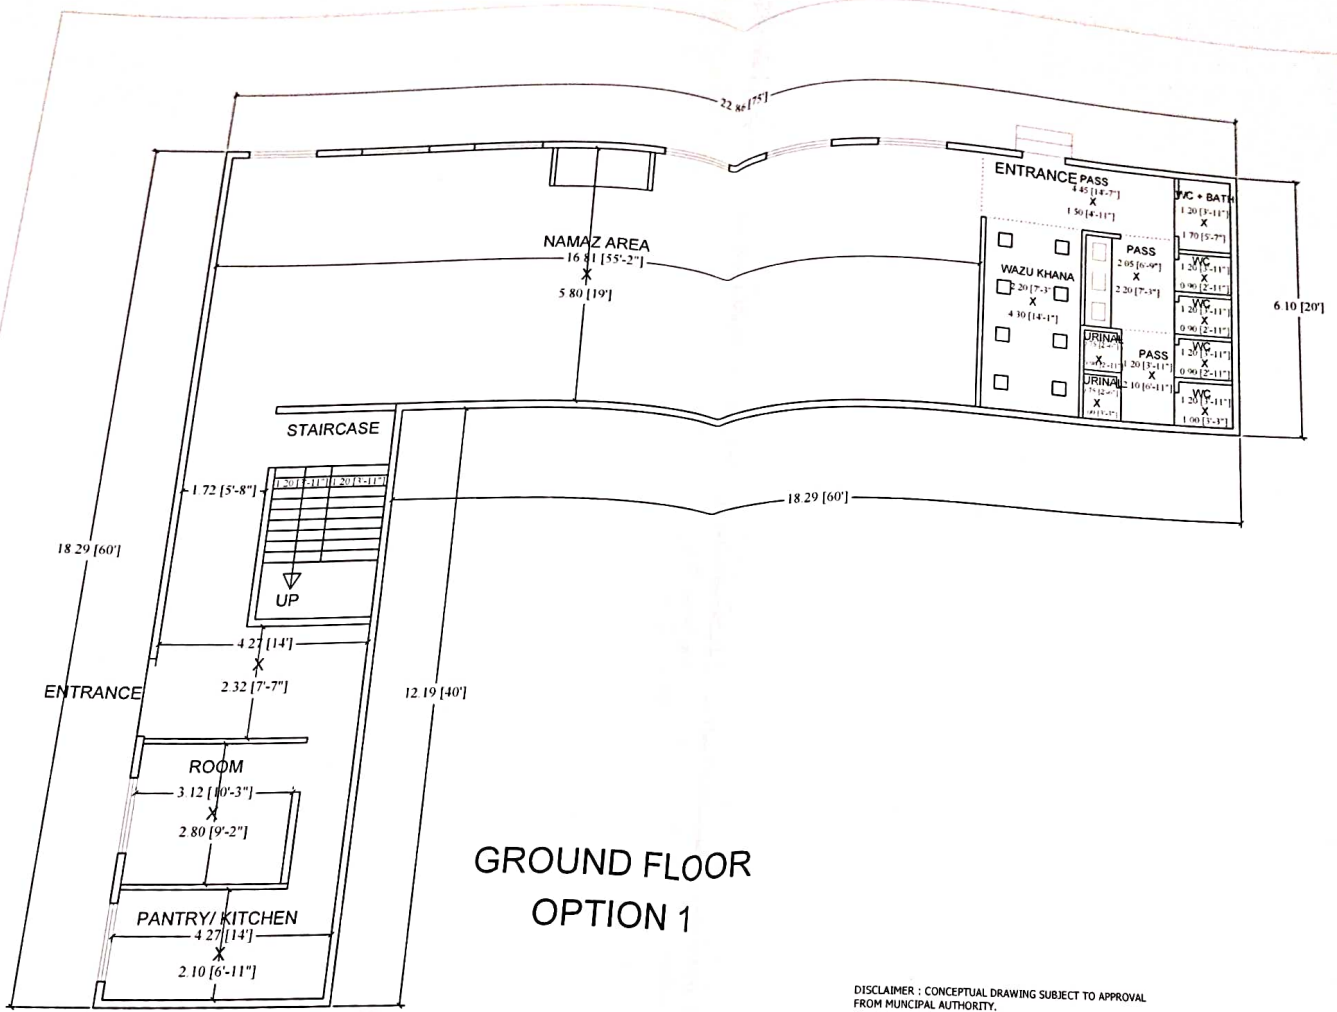 22.86 [75']
ENTRANCE
PASS
4.45 [14'-7"]
X
1.50 [4'-11"]
WC + BATH
1.20 [3'-11"]
X
1.70 [5'-7"]
NAMAZ AREA
16.81 [55'-2"]
X
5.80 [19']
WAZU KHANA
2.20 [7'-3"]
X
4.30 [14'-1"]
PASS
2.05 [6'-9"]
X
2.20 [7'-3"]
WC
1.20 [3'-11"]
X
0.90 [2'-11"]
WC
1.20 [3'-11"]
X
0.90 [2'-11"]
WC
1.20 [3'-11"]
X
0.90 [2'-11"]
WC
1.20 [3'-11"]
X
1.00 [3'-3"]
6.10 [20']
URINAL
X
URINAL
X
PASS
1.20 [3'-11"]
X
2.10 [6'-11"]
STAIRCASE
1.20 [3'-11"]
1.20 [3'-11"]
1.72 [5'-8"]
18.29 [60']
18.29 [60']
UP
4.27 [14']
X
2.32 [7'-7"]
ENTRANCE
12.19 [40']
ROOM
3.12 [10'-3"]
X
2.80 [9'-2"]
PANTRY/ KITCHEN
4.27 [14']
X
2.10 [6'-11"]
GROUND FLOOR
OPTION 1
DISCLAIMER : CONCEPTUAL DRAWING SUBJECT TO APPROVAL
FROM MUNCIPAL AUTHORITY.